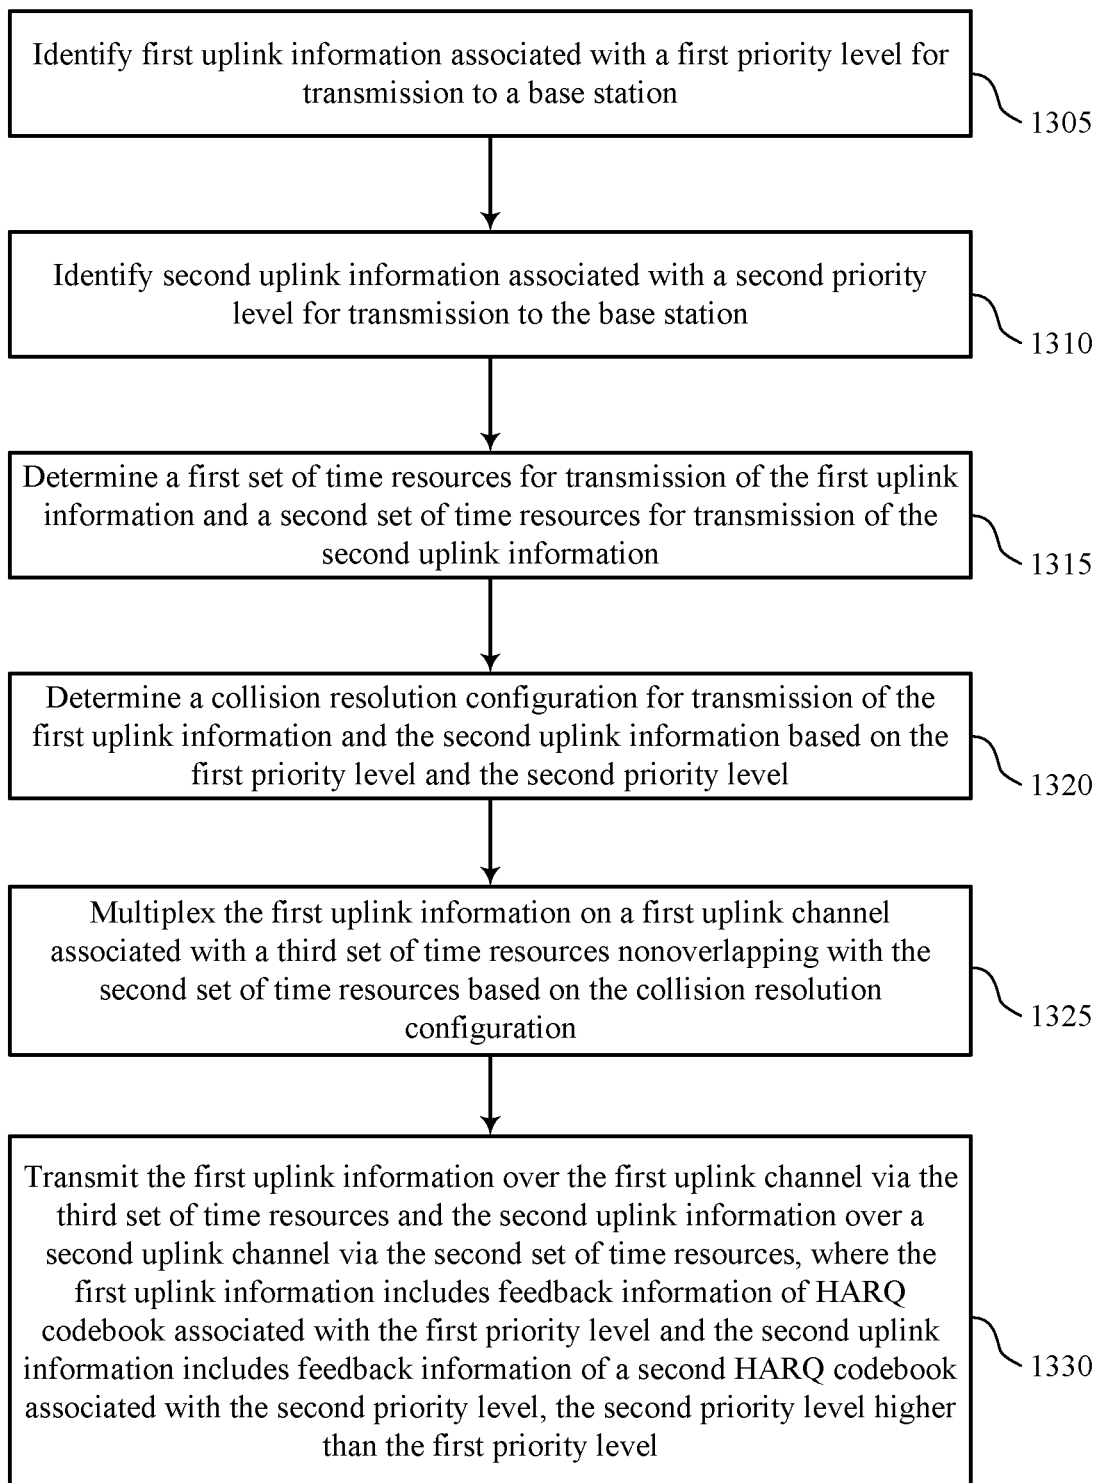 Identify first uplink information associated with a first priority level for
transmission to a base station
1305
Identify second uplink information associated with a second priority
level for transmission to the base station
1310
Determine a first set of time resources for transmission of the first uplink
information and a second set of time resources for transmission of the
second uplink information
1315
Determine a collision resolution configuration for transmission of the
first uplink information and the second uplink information based on the
first priority level and the second priority level
1320
Multiplex the first uplink information on a first uplink channel
associated with a third set of time resources nonoverlapping with the
second set of time resources based on the collision resolution
configuration
1325
Transmit the first uplink information over the first uplink channel via the
third set of time resources and the second uplink information over a
second uplink channel via the second set of time resources, where the
first uplink information includes feedback information of HARQ
codebook associated with the first priority level and the second uplink
information includes feedback information of a second HARQ codebook
associated with the second priority level, the second priority level higher
than the first priority level
1330